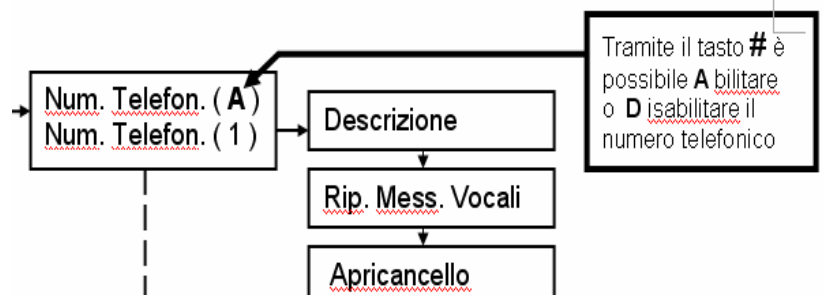 Num. Telefon. ( A )
Num. Telefon. ( 1 )
Descrizione
Rip. Mess. Vocali
Apricancello
Tramite il tasto # è
possibile A bilitare
o D isabilitare il
numero telefonico